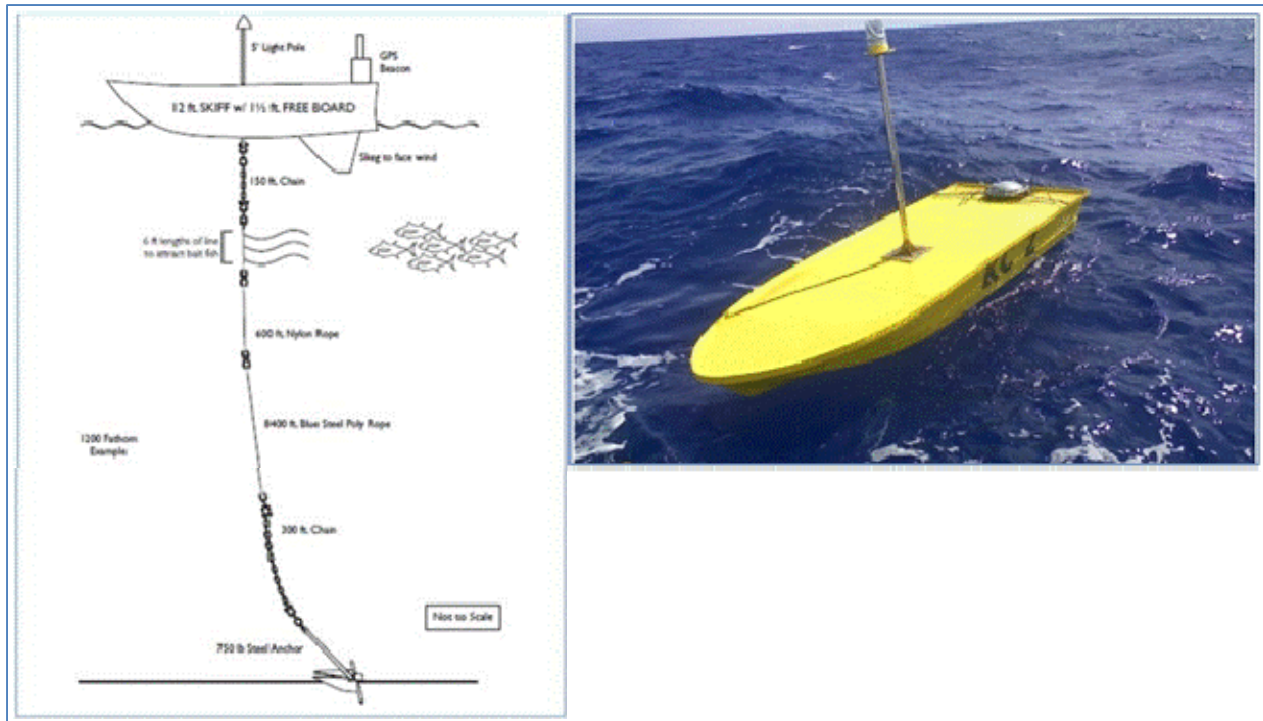 5' Light Pole
GPS
Beacon
112 ft. SKIFF w/ 1½ ft. FREE BOARD
Skeg to face wind
150 ft. Chain
6 ft lengths of line
to attract bait fish
600 ft. Nylon Rope
8400 ft. Blue Steel Poly Rope
1200 Fathom
Example:
300 ft. Chain
Not to Scale
750 lb Steel Anchor
KC